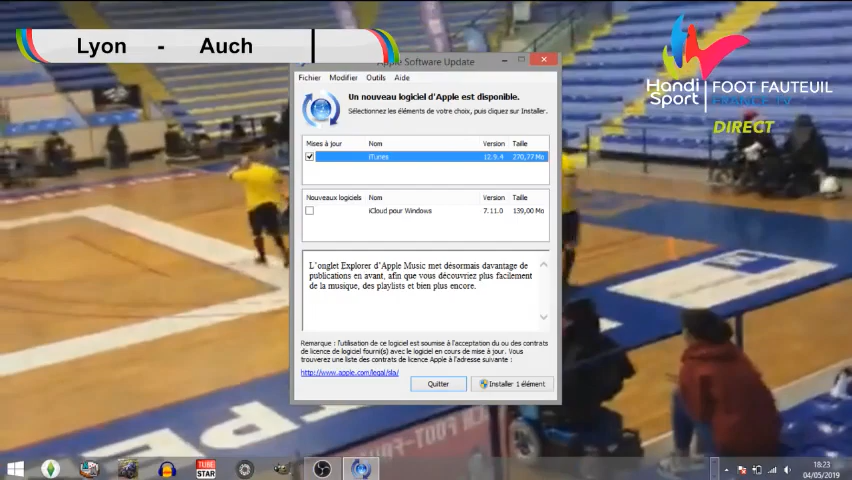 Lyon - Auch
Handi
Sport
FOOT FAUTEUIL
FRANCE TV
DIRECT
Apple Software Update
Fichier Modifier Outils Aide
Un nouveau logiciel d'Apple est disponible.
Sélectionnez les éléments de votre choix, puis cliquez sur Installer.
Mises à jour Nom Version Taille
iTunes 12.9.4 270,77 Mo
Nouveaux logiciels Nom Version Taille
iCloud pour Windows 7.11.0 139,00 Mo
L'onglet Explorer d'Apple Music met désormais davantage de
publications en avant, afin que vous découvriez plus facilement
de la musique, des playlists et bien plus encore.
Remarque : l'utilisation de ce logiciel est soumise à l'acceptation du ou des contrats
de licence de logiciel fourni(s) avec le logiciel en cours de mise à jour. Vous
trouverez une liste des contrats de licence Apple à l'adresse suivante :
http://www.apple.com/legal/sla/
Quitter Installer 1 élément
TUBE
STAR
18:23
04/05/2019